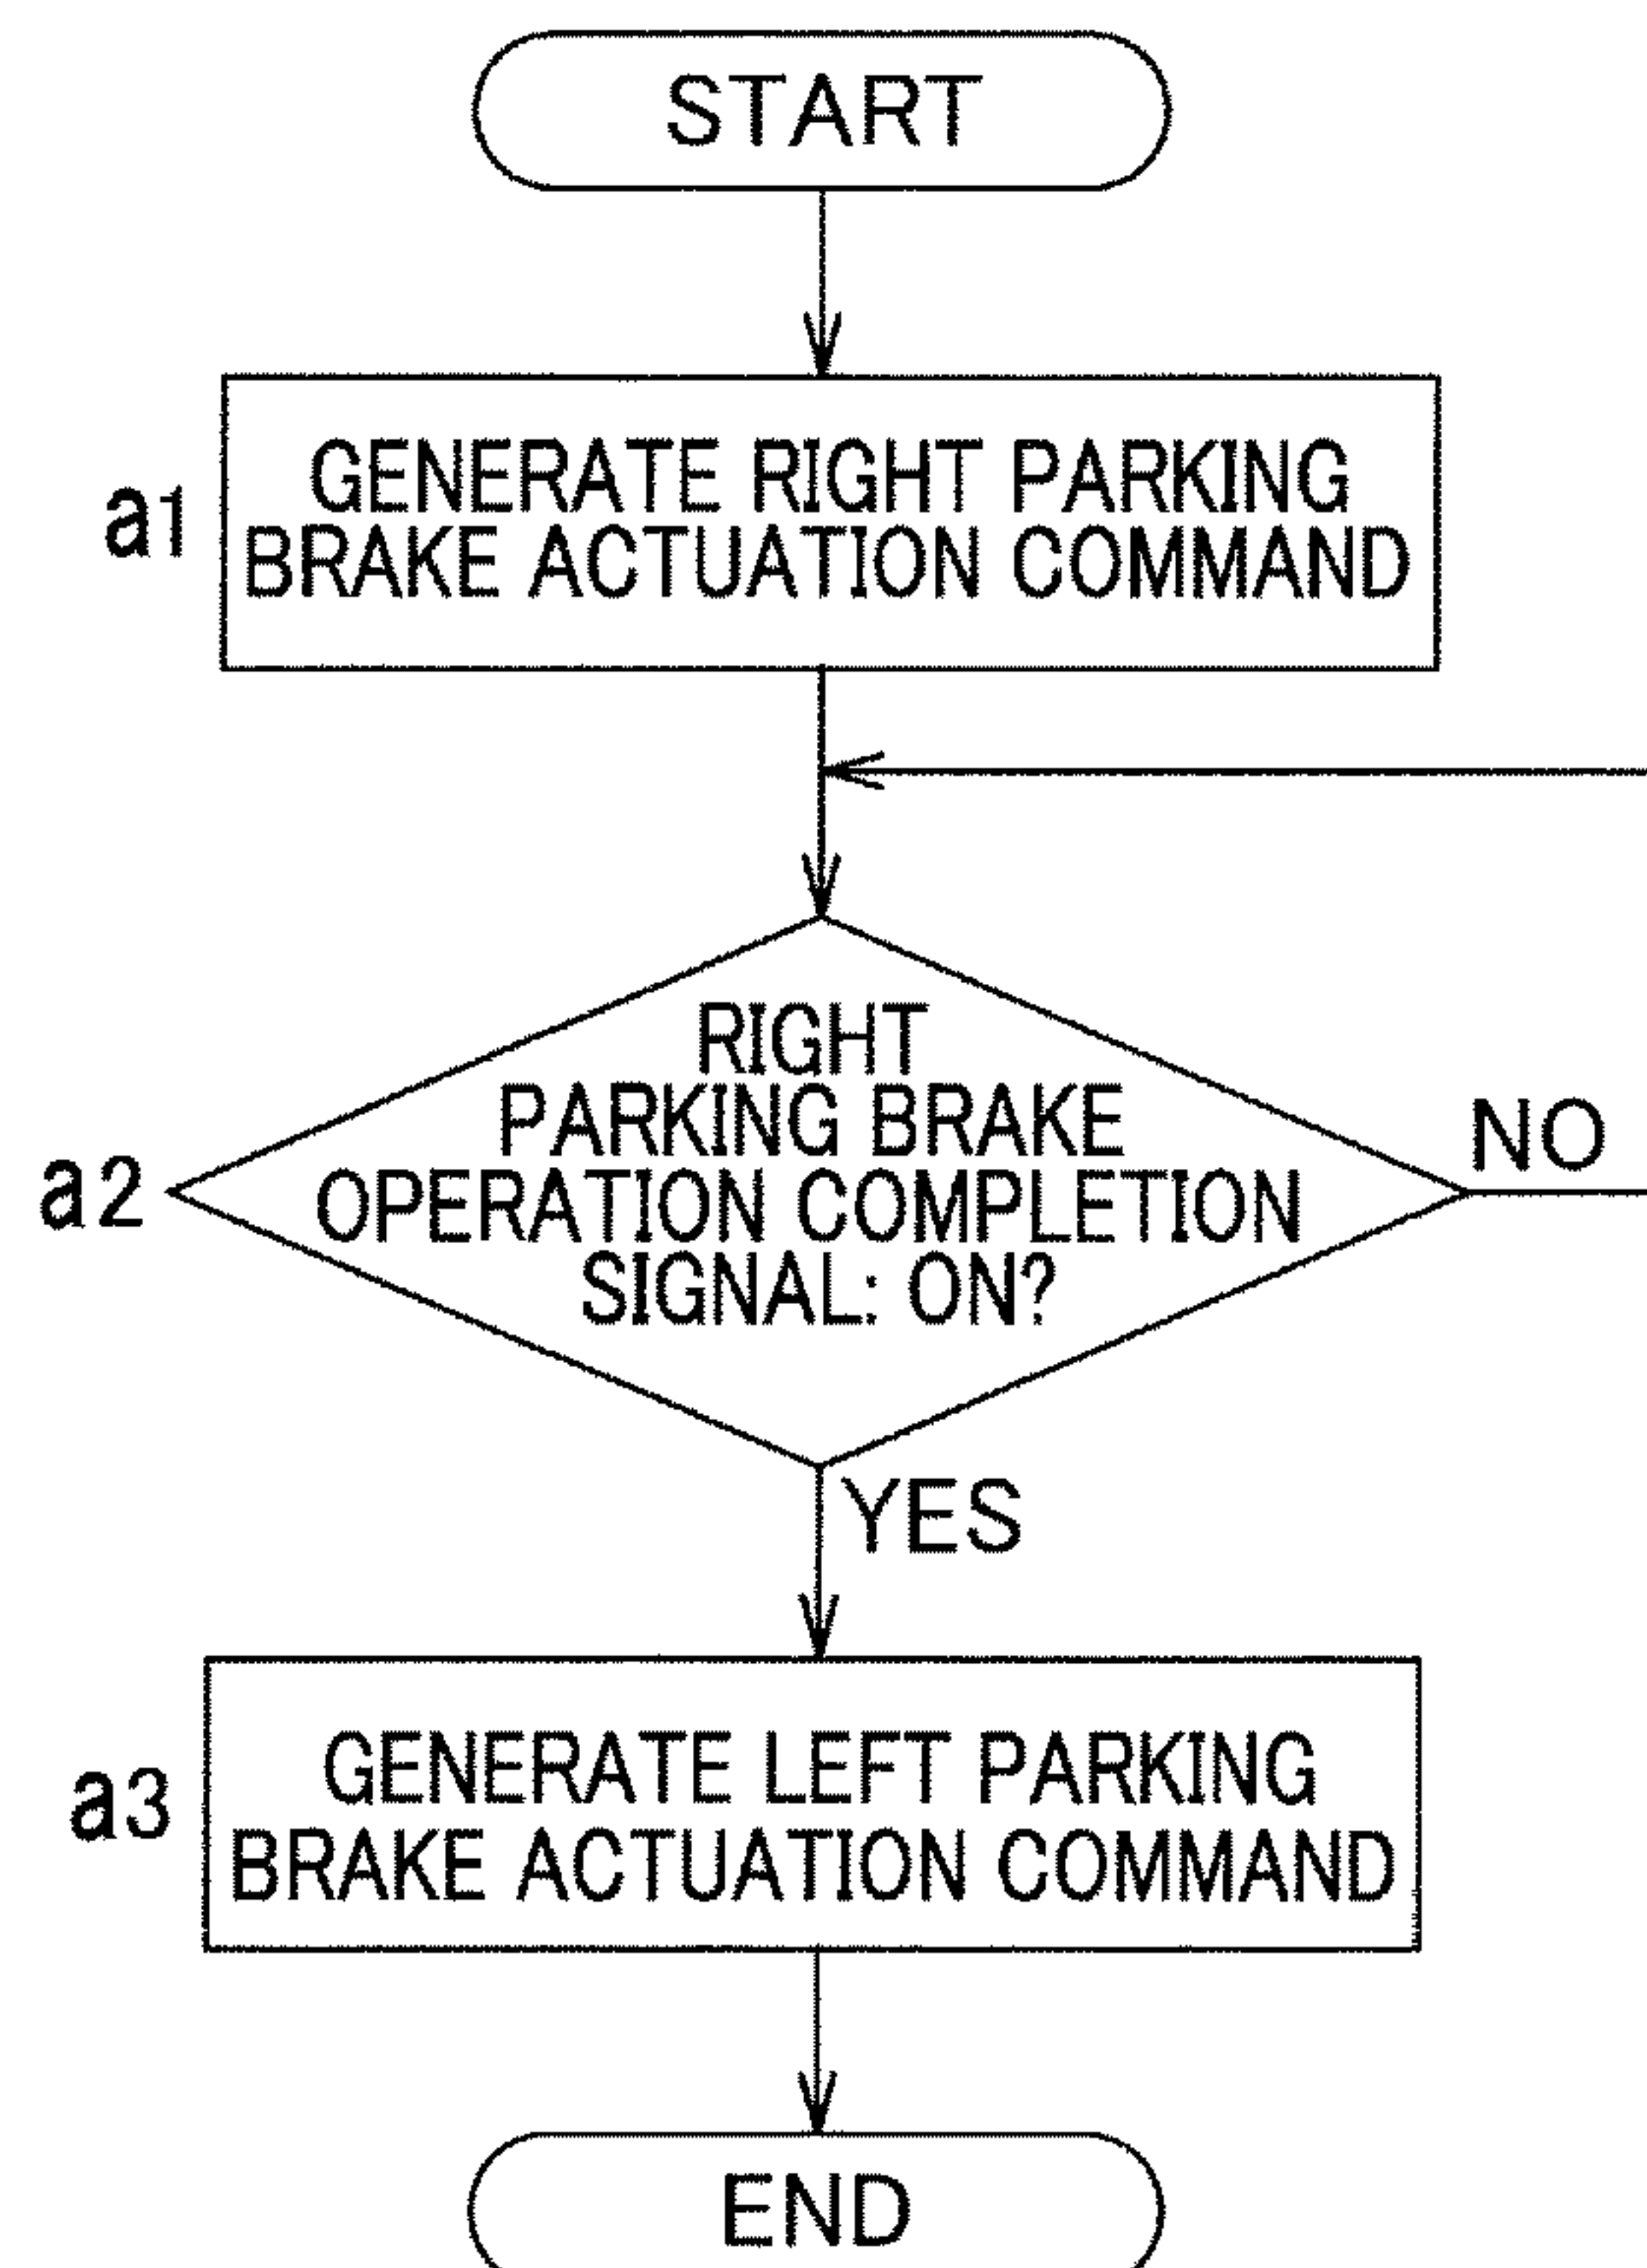 START
a1
GENERATE RIGHT PARKING
BRAKE ACTUATION COMMAND
RIGHT
PARKING BRAKE
OPERATION COMPLETION
SIGNAL: ON?
a2
NO
YES
a3
GENERATE LEFT PARKING
BRAKE ACTUATION COMMAND
END